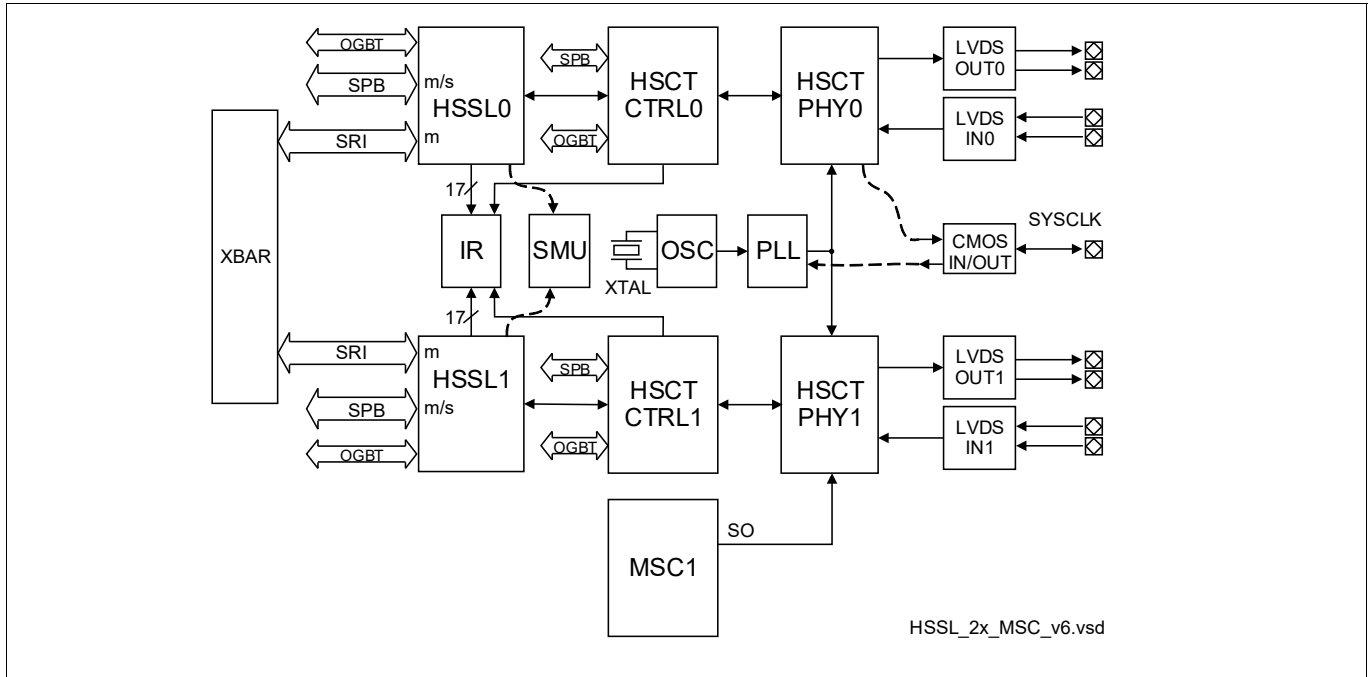 OGBT
SPB
m/s
HSSL0
SRI
m
SPB
HSCT
CTRL0
OGBT
HSCT
PHY0
LVDS
OUT0
LVDS
IN0
17
IR
SMU
XBAR
XTAL
OSC
PLL
CMOS
IN/OUT
SYSCLK
17
SRI
m
HSSL1
SPB
m/s
OGBT
SPB
HSCT
CTRL1
OGBT
HSCT
PHY1
LVDS
OUT1
LVDS
IN1
MSC1
SO
HSSL_2x_MSC_v6.vsd